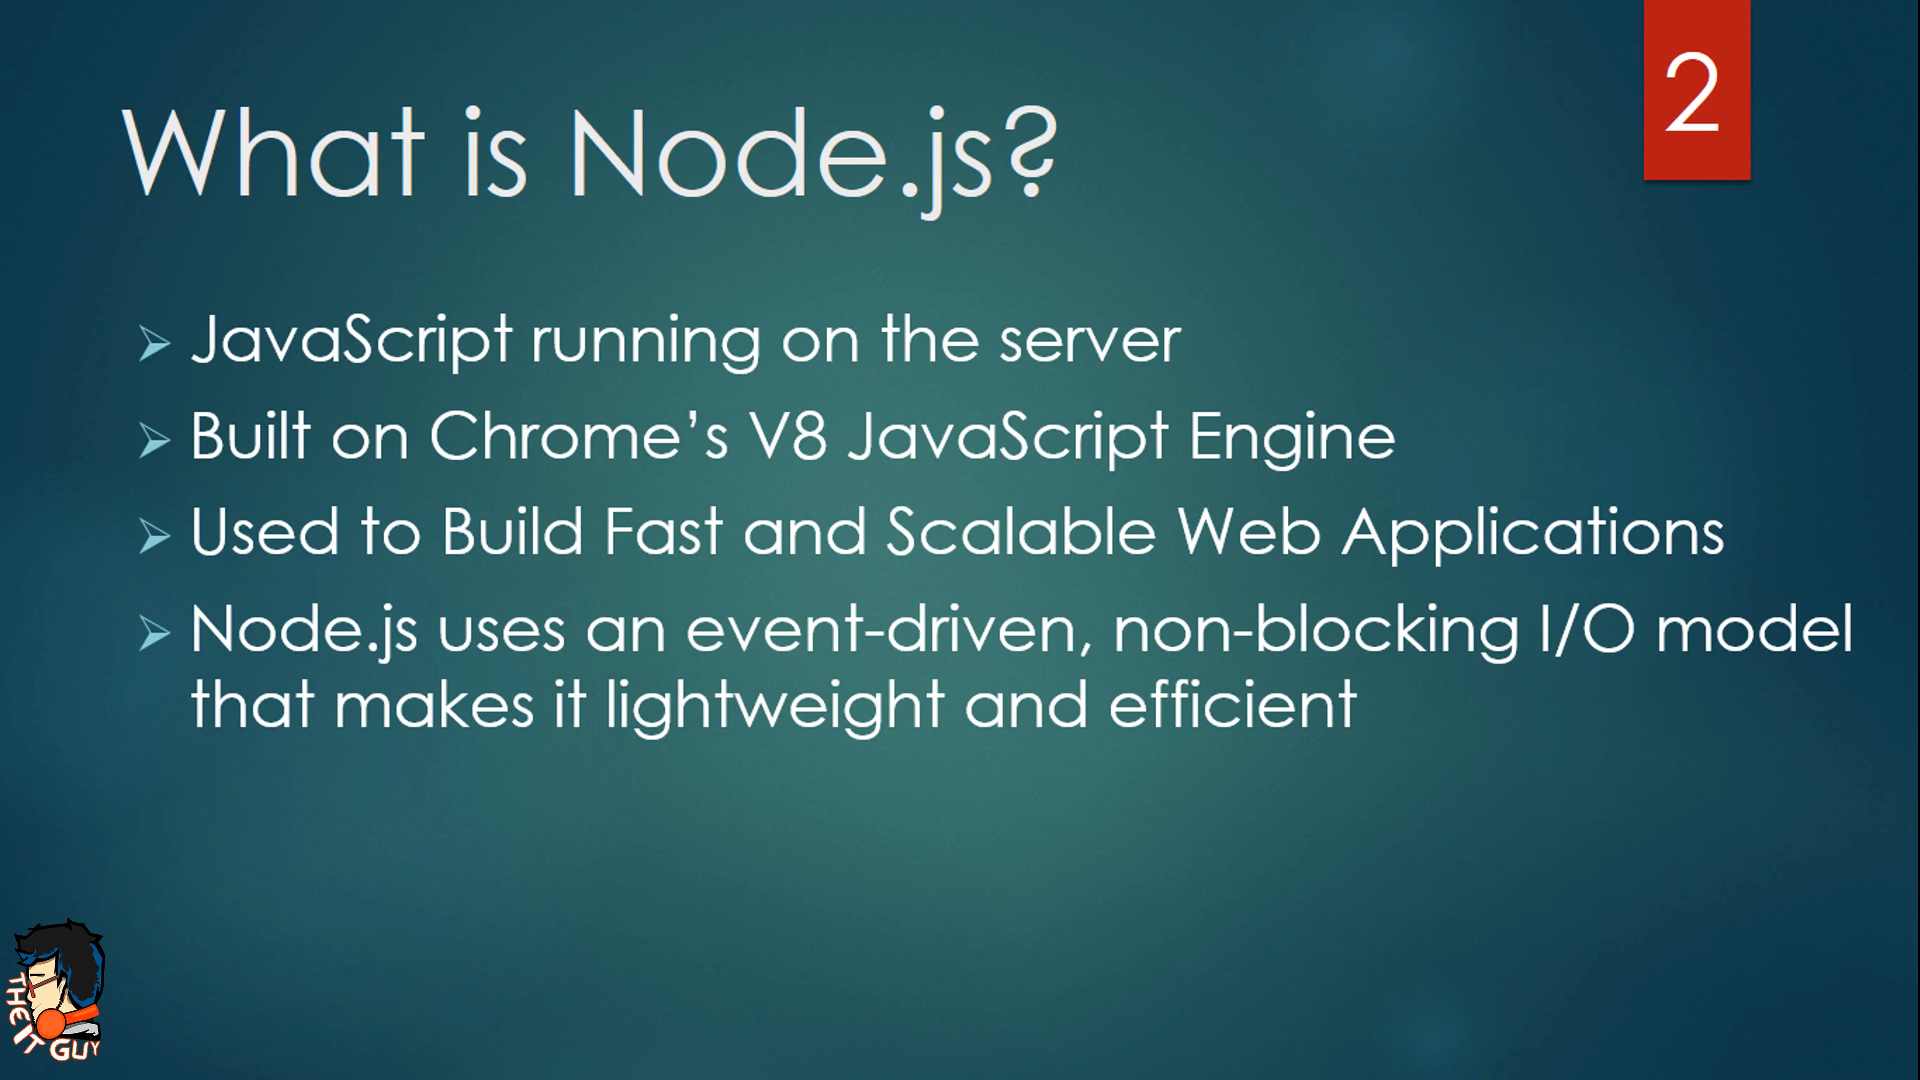 2
What is Node.js?
JavaScript running on the server
Built on Chrome’s V8 JavaScript Engine
Used to Build Fast and Scalable Web Applications
Node.js uses an event-driven, non-blocking I/O model
that makes it lightweight and efficient
THE IT GUY